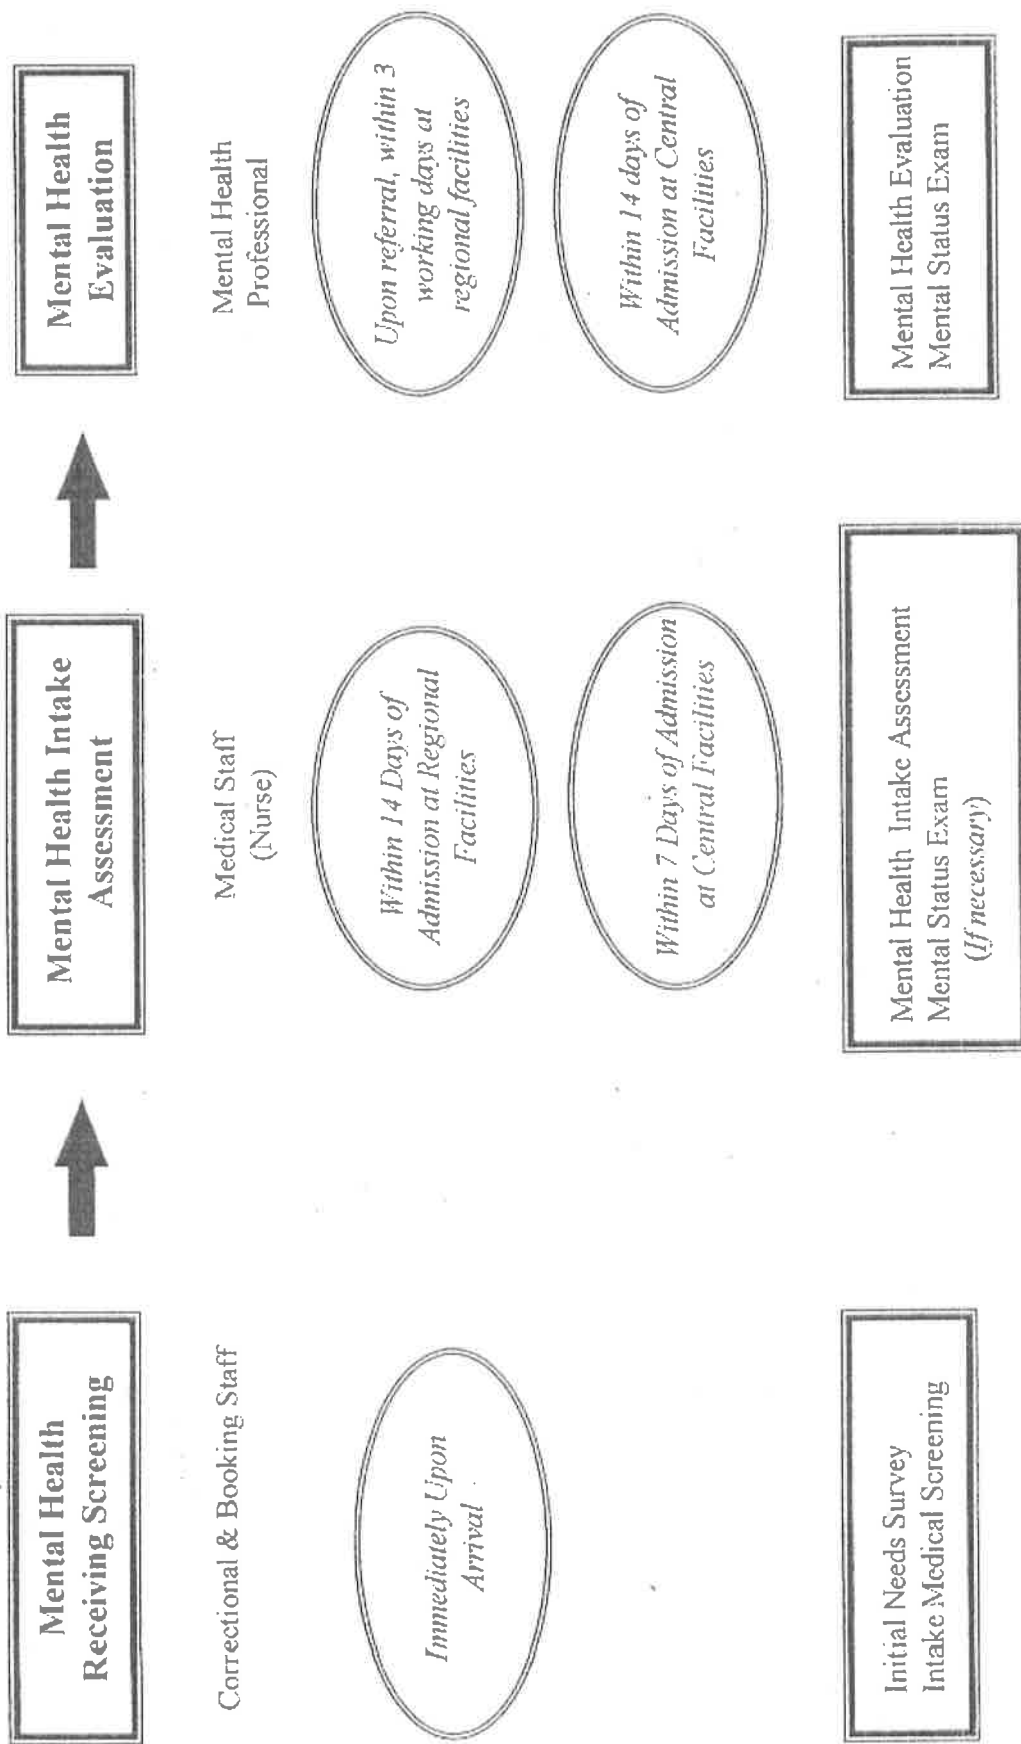 Mental Health
Receiving Screening
Correctional & Booking Staff
Immediately Upon
Arrival
Initial Needs Survey
Intake Medical Screening
Mental Health Intake
Assessment
Medical Staff
(Nurse)
Within 14 Days of
Admission at Regional
Facilities
Within 7 Days of Admission
at Central Facilities
Mental Health Intake Assessment
Mental Status Exam
(If necessary)
Mental Health
Evaluation
Mental Health
Professional
Upon referral, within 3
working days at
regional facilities
Within 14 days of
Admission at Central
Facilities
Mental Health Evaluation
Mental Status Exam